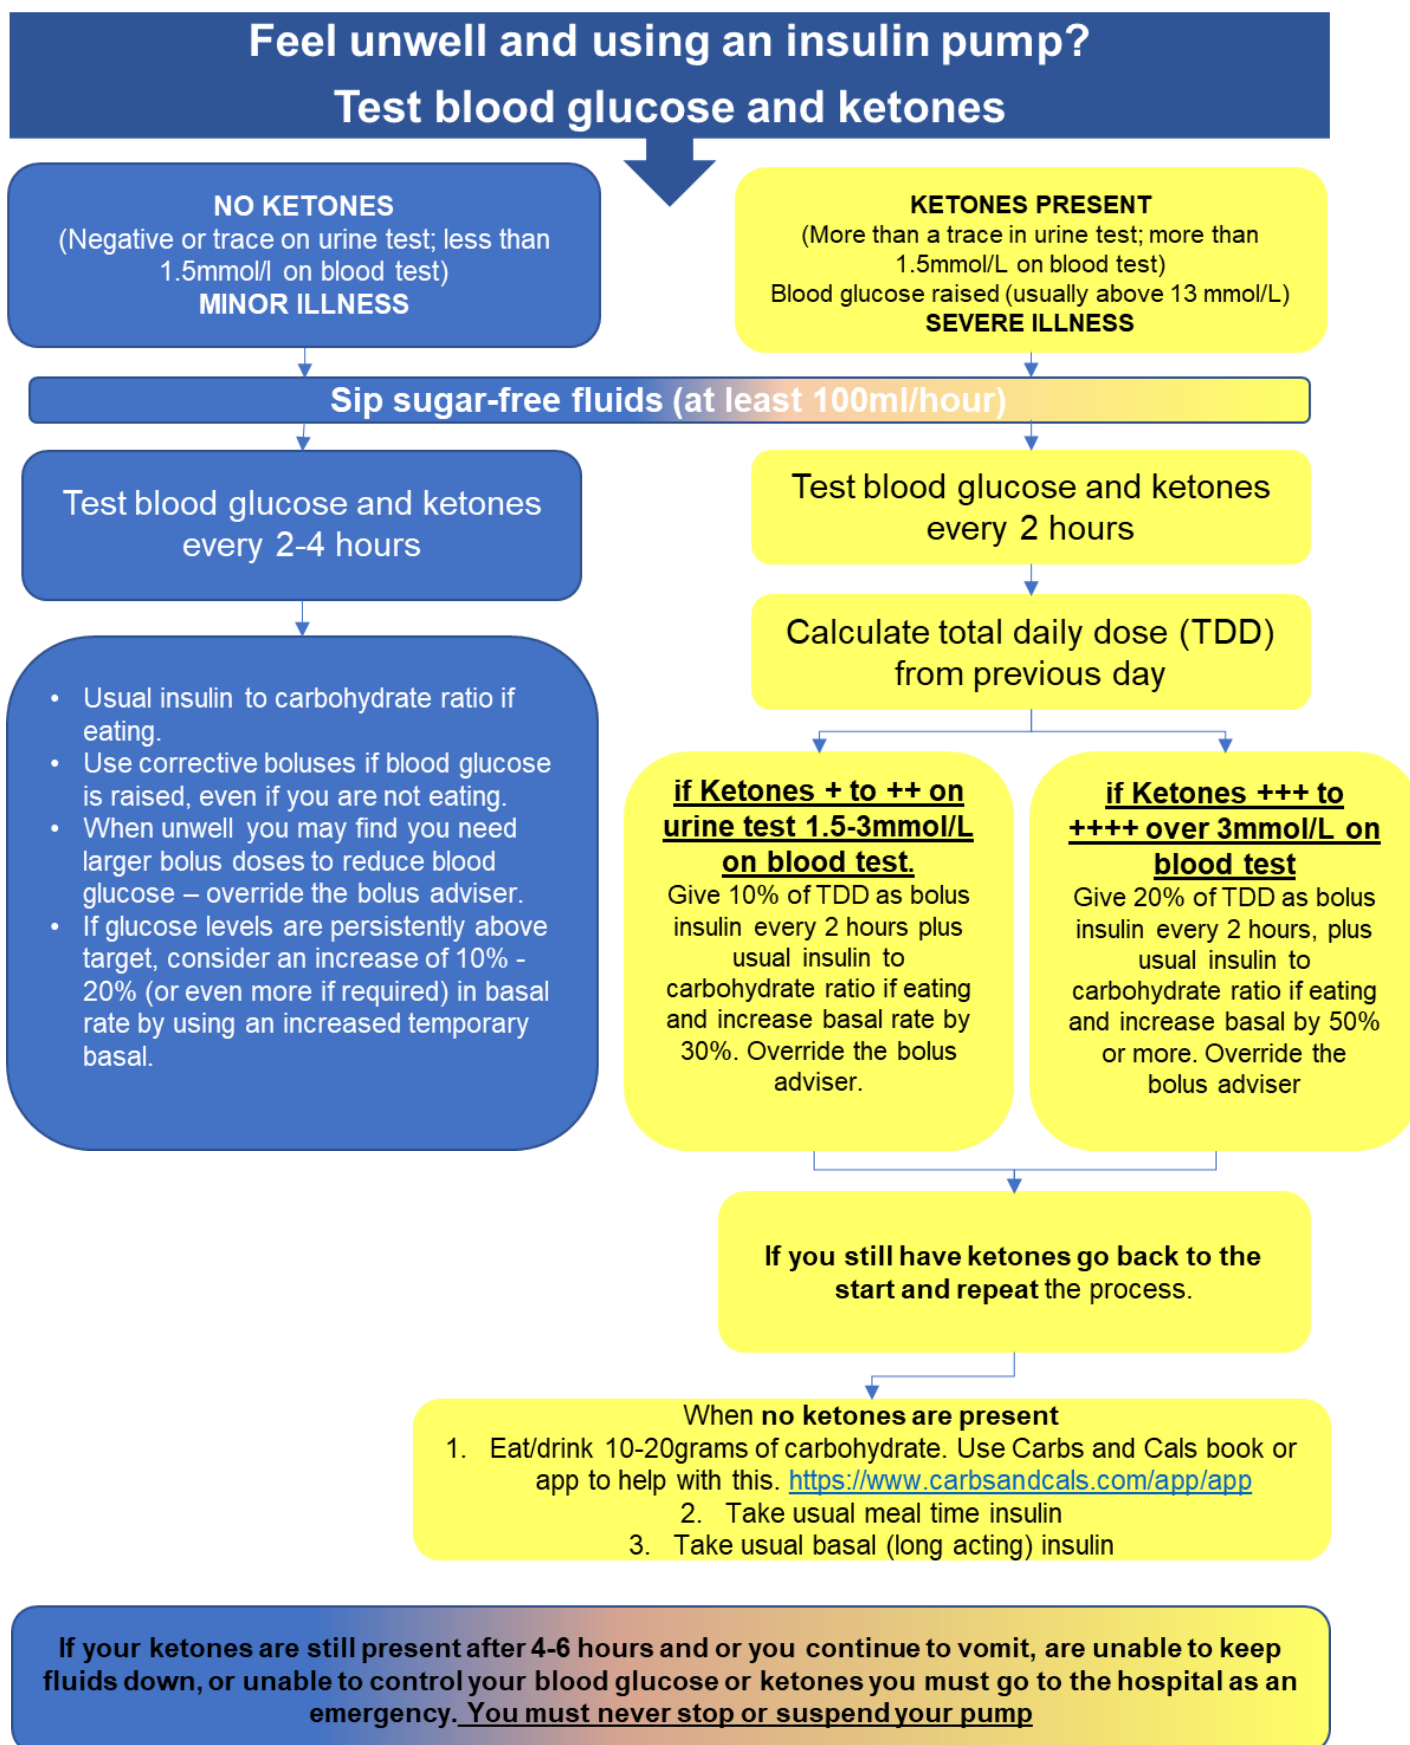 Feel unwell and using an insulin pump?
Test blood glucose and ketones
NO KETONES
(Negative or trace on urine test; less than
1.5mmol/l on blood test)
MINOR ILLNESS
KETONES PRESENT
(More than a trace in urine test; more than
1.5mmol/L on blood test)
Blood glucose raised (usually above 13 mmol/L)
SEVERE ILLNESS
Sip sugar-free fluids (at least 100ml/hour)
Test blood glucose and ketones
every 2-4 hours
Test blood glucose and ketones
every 2 hours
Calculate total daily dose (TDD)
from previous day
• Usual insulin to carbohydrate ratio if
eating.
• Use corrective boluses if blood glucose
is raised, even if you are not eating.
• When unwell you may find you need
larger bolus doses to reduce blood
glucose – override the bolus adviser.
• If glucose levels are persistently above
target, consider an increase of 10% -
20% (or even more if required) in basal
rate by using an increased temporary
basal.
if Ketones + to ++ on
urine test 1.5-3mmol/L
on blood test.
Give 10% of TDD as bolus
insulin every 2 hours plus
usual insulin to
carbohydrate ratio if eating
and increase basal rate by
30%. Override the bolus
adviser.
if Ketones +++ to
++++ over 3mmol/L on
blood test
Give 20% of TDD as bolus
insulin every 2 hours, plus
usual insulin to
carbohydrate ratio if eating
and increase basal by 50%
or more. Override the
bolus adviser
If you still have ketones go back to the
start and repeat the process.
When no ketones are present
1. Eat/drink 10-20grams of carbohydrate. Use Carbs and Cals book or
app to help with this. https://www.carbsandcals.com/app/app
2. Take usual meal time insulin
3. Take usual basal (long acting) insulin
If your ketones are still present after 4-6 hours and or you continue to vomit, are unable to keep
fluids down, or unable to control your blood glucose or ketones you must go to the hospital as an
emergency. You must never stop or suspend your pump